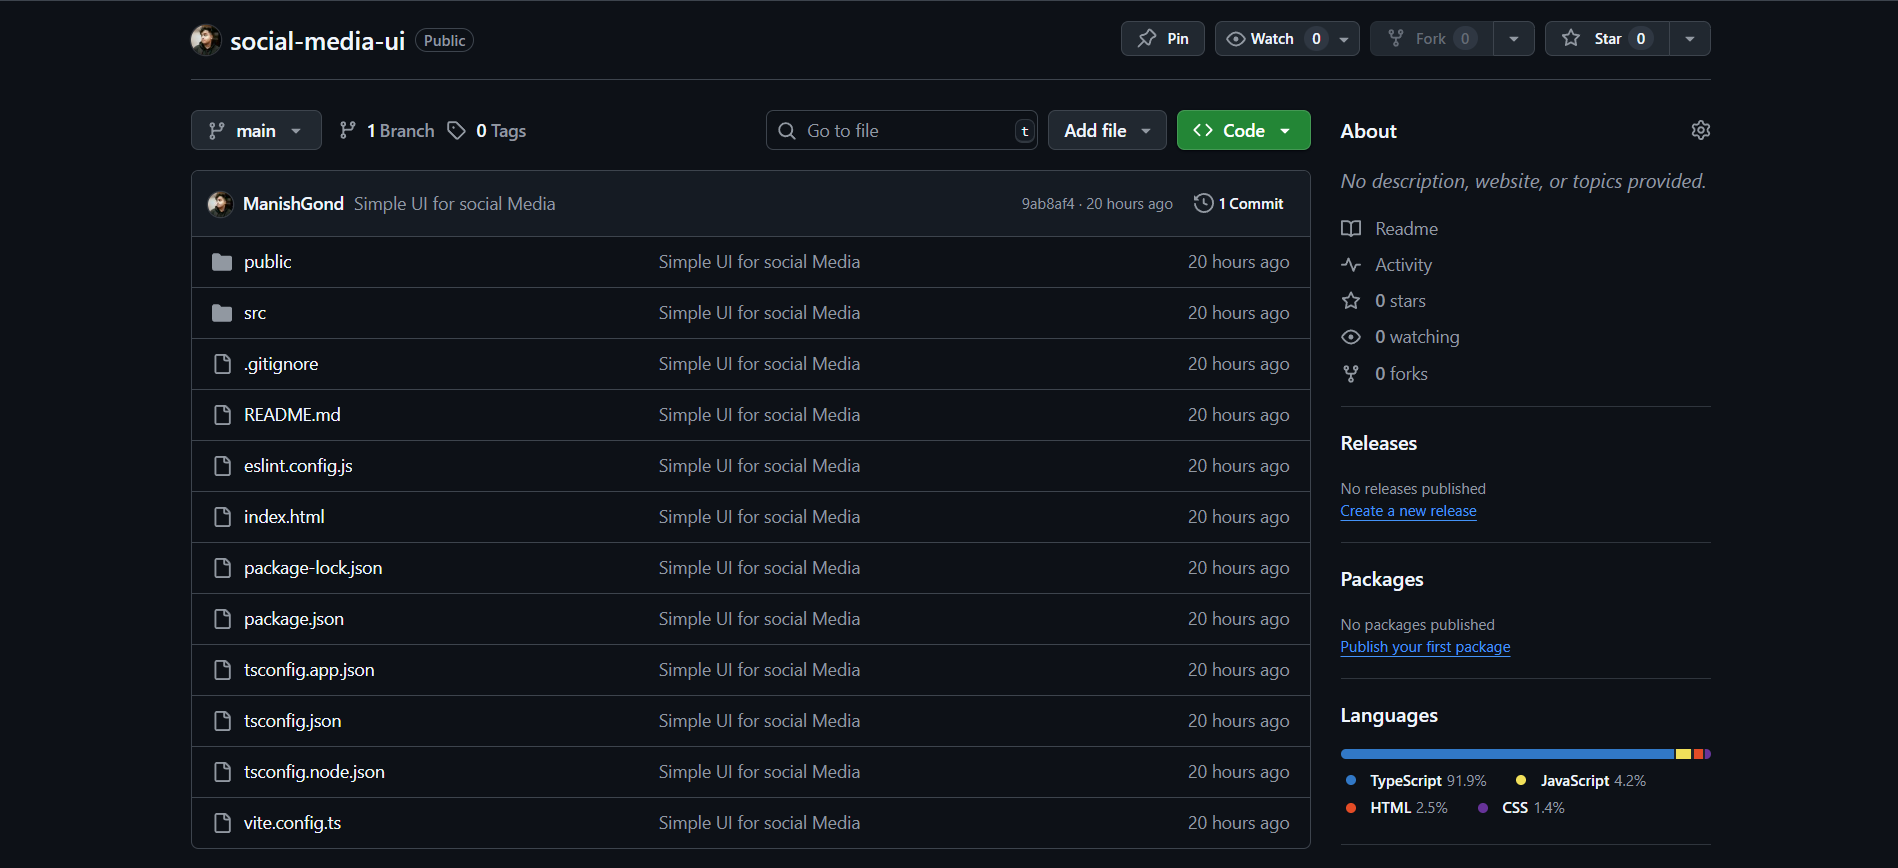 social-media-ui Public Pin Watch 0 Fork 0 Star 0
main 1 Branch 0 Tags Go to file t Add file Code
ManishGond Simple UI for social Media 9ab8af4 · 20 hours ago 1 Commit
public Simple UI for social Media 20 hours ago
src Simple UI for social Media 20 hours ago
.gitignore Simple UI for social Media 20 hours ago
README.md Simple UI for social Media 20 hours ago
eslint.config.js Simple UI for social Media 20 hours ago
index.html Simple UI for social Media 20 hours ago
package-lock.json Simple UI for social Media 20 hours ago
package.json Simple UI for social Media 20 hours ago
tsconfig.app.json Simple UI for social Media 20 hours ago
tsconfig.json Simple UI for social Media 20 hours ago
tsconfig.node.json Simple UI for social Media 20 hours ago
vite.config.ts Simple UI for social Media 20 hours ago
About
No description, website, or topics provided.
Readme
Activity
0 stars
0 watching
0 forks
Releases
No releases published
Create a new release
Packages
No packages published
Publish your first package
Languages
TypeScript 91.9% JavaScript 4.2%
HTML 2.5% CSS 1.4%